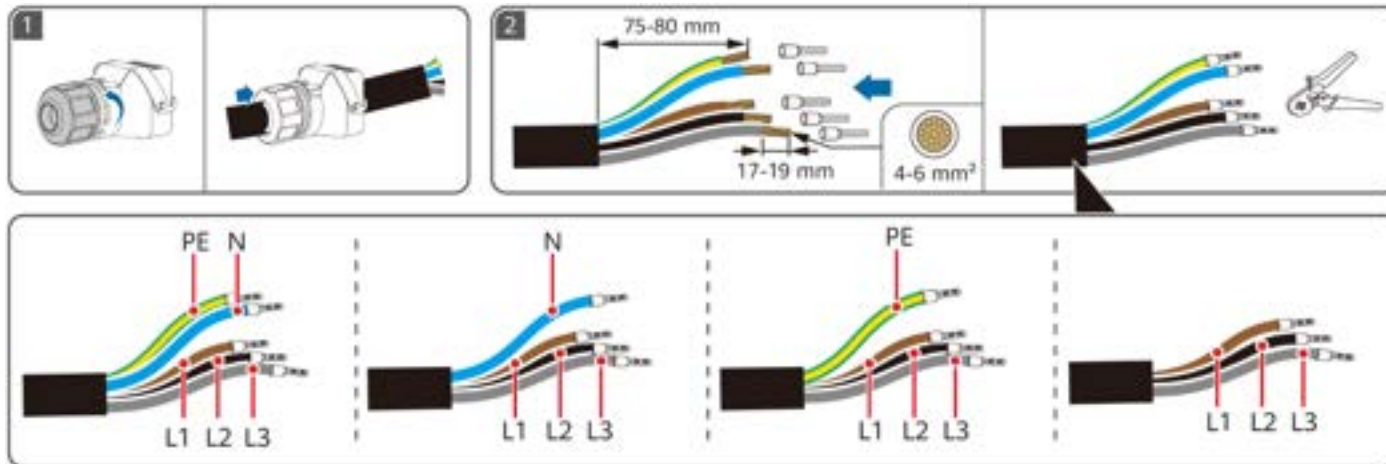 1
2
75-80 mm
17-19 mm
4-6 mm²
PE N
L1 L2 L3
N
L1 L2 L3
PE
L1 L2 L3
L1 L2 L3